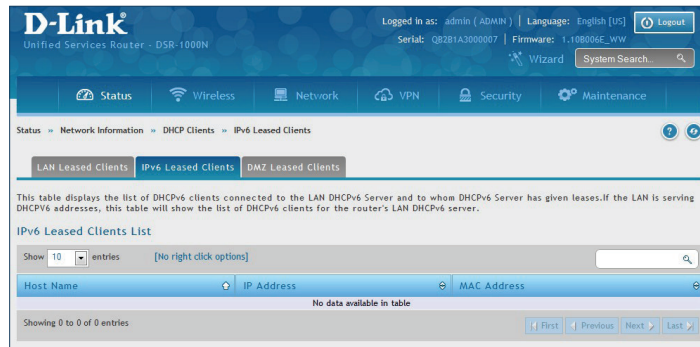 D-Link®
Logged in as: admin ( ADMIN ) | Language: English [US] Logout
Unified Services Router - DSR-1000N
Serial: QB2B1A3000007 | Firmware: 1.10B006E_WW
Wizard System Search...
Status Wireless Network VPN Security Maintenance
Status » Network Information » DHCP Clients » IPv6 Leased Clients
LAN Leased Clients IPv6 Leased Clients DMZ Leased Clients
This table displays the list of DHCPv6 clients connected to the LAN DHCPv6 Server and to whom DHCPv6 Server has given leases.If the LAN is serving
DHCPV6 addresses, this table will show the list of DHCPv6 clients for the router's LAN DHCPv6 server.
IPv6 Leased Clients List
Show 10 entries [No right click options]
Host Name IP Address MAC Address
No data available in table
Showing 0 to 0 of 0 entries First Previous Next Last